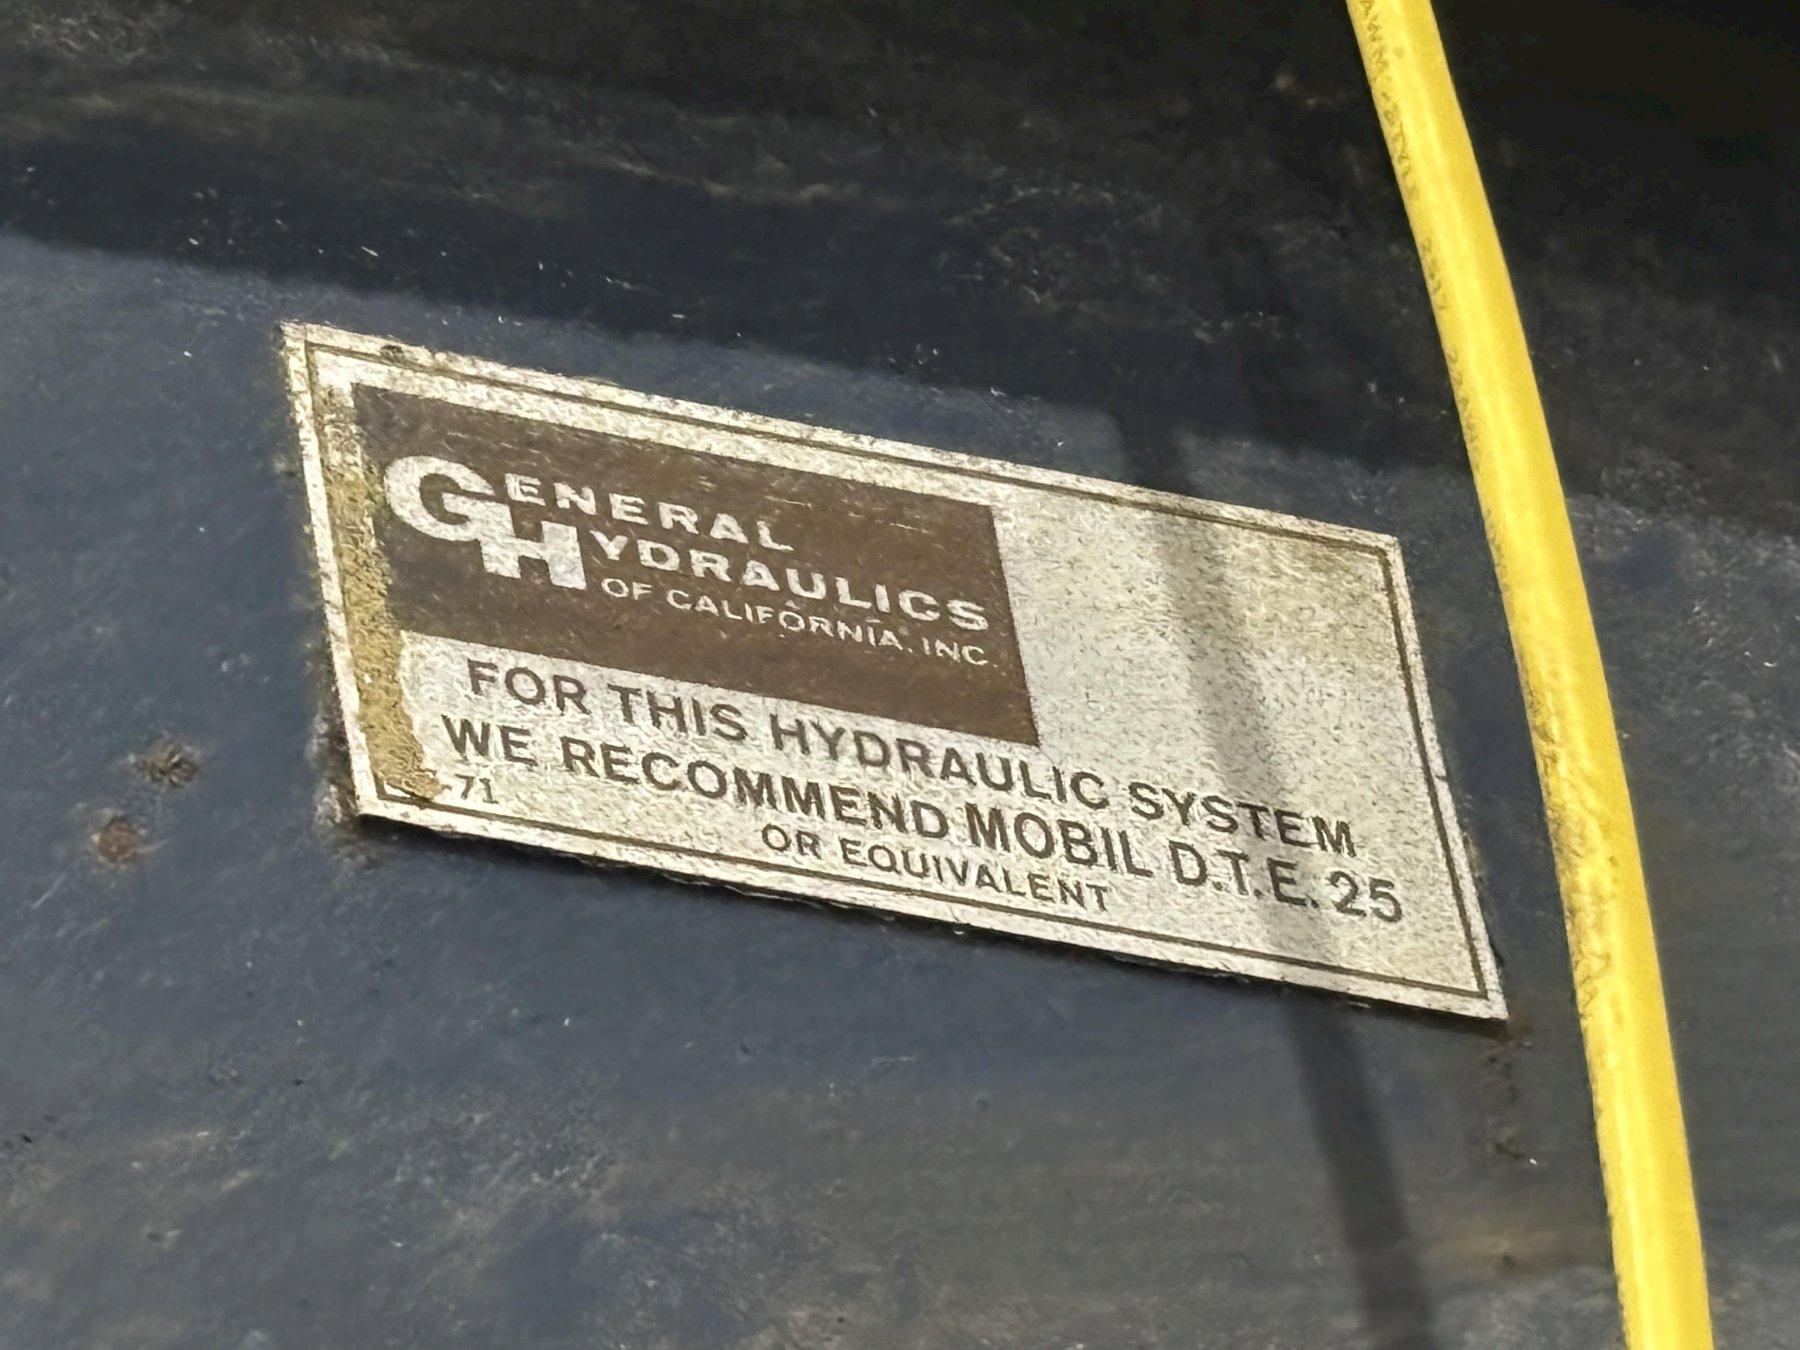 GENERAL
HYDRAULICS
OF CALIFORNIA, INC.
FOR THIS HYDRAULIC SYSTEM
WE RECOMMEND MOBIL D.T.E. 25
OR EQUIVALENT
-71